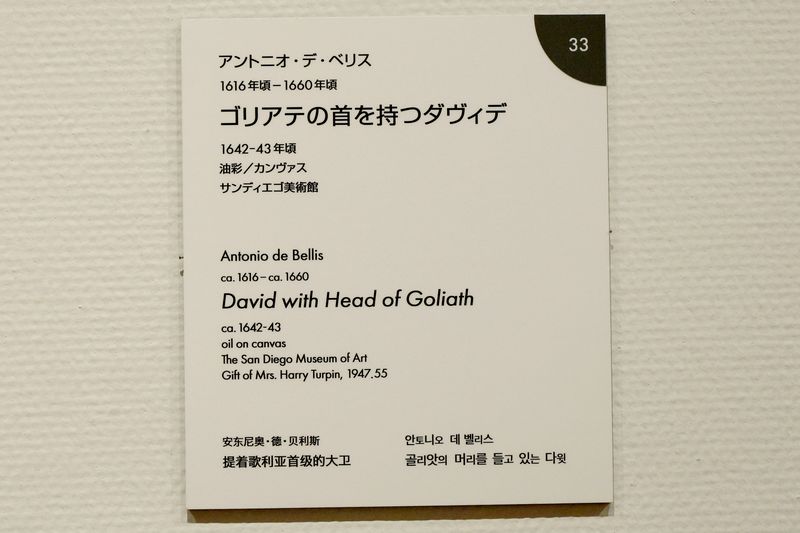 33
アントニオ・デ・ベリス
1616年頃–1660年頃
ゴリアテの首を持つダヴィデ
1642-43年頃
油彩／カンヴァス
サンディエゴ美術館
Antonio de Bellis
ca. 1616 – ca. 1660
David with Head of Goliath
ca. 1642-43
oil on canvas
The San Diego Museum of Art
Gift of Mrs. Harry Turpin, 1947.55
安东尼奥・德・贝利斯
提着歌利亚首级的大卫
안토니오 데 벨리스
골리앗의 머리를 들고 있는 다윗